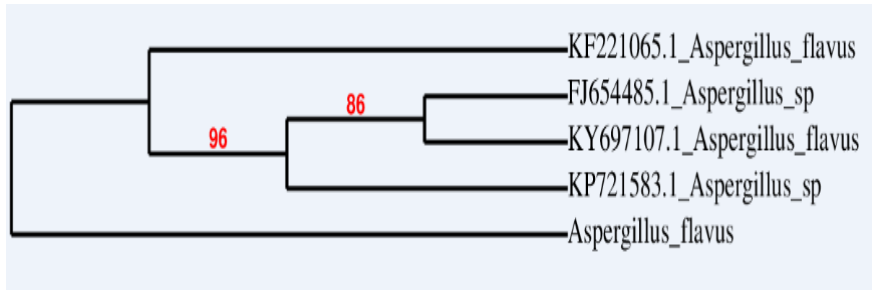 KF221065.1_Aspergillus_flavus
86
FJ654485.1_Aspergillus_sp
96
KY697107.1_Aspergillus_flavus
KP721583.1_Aspergillus_sp
Aspergillus_flavus